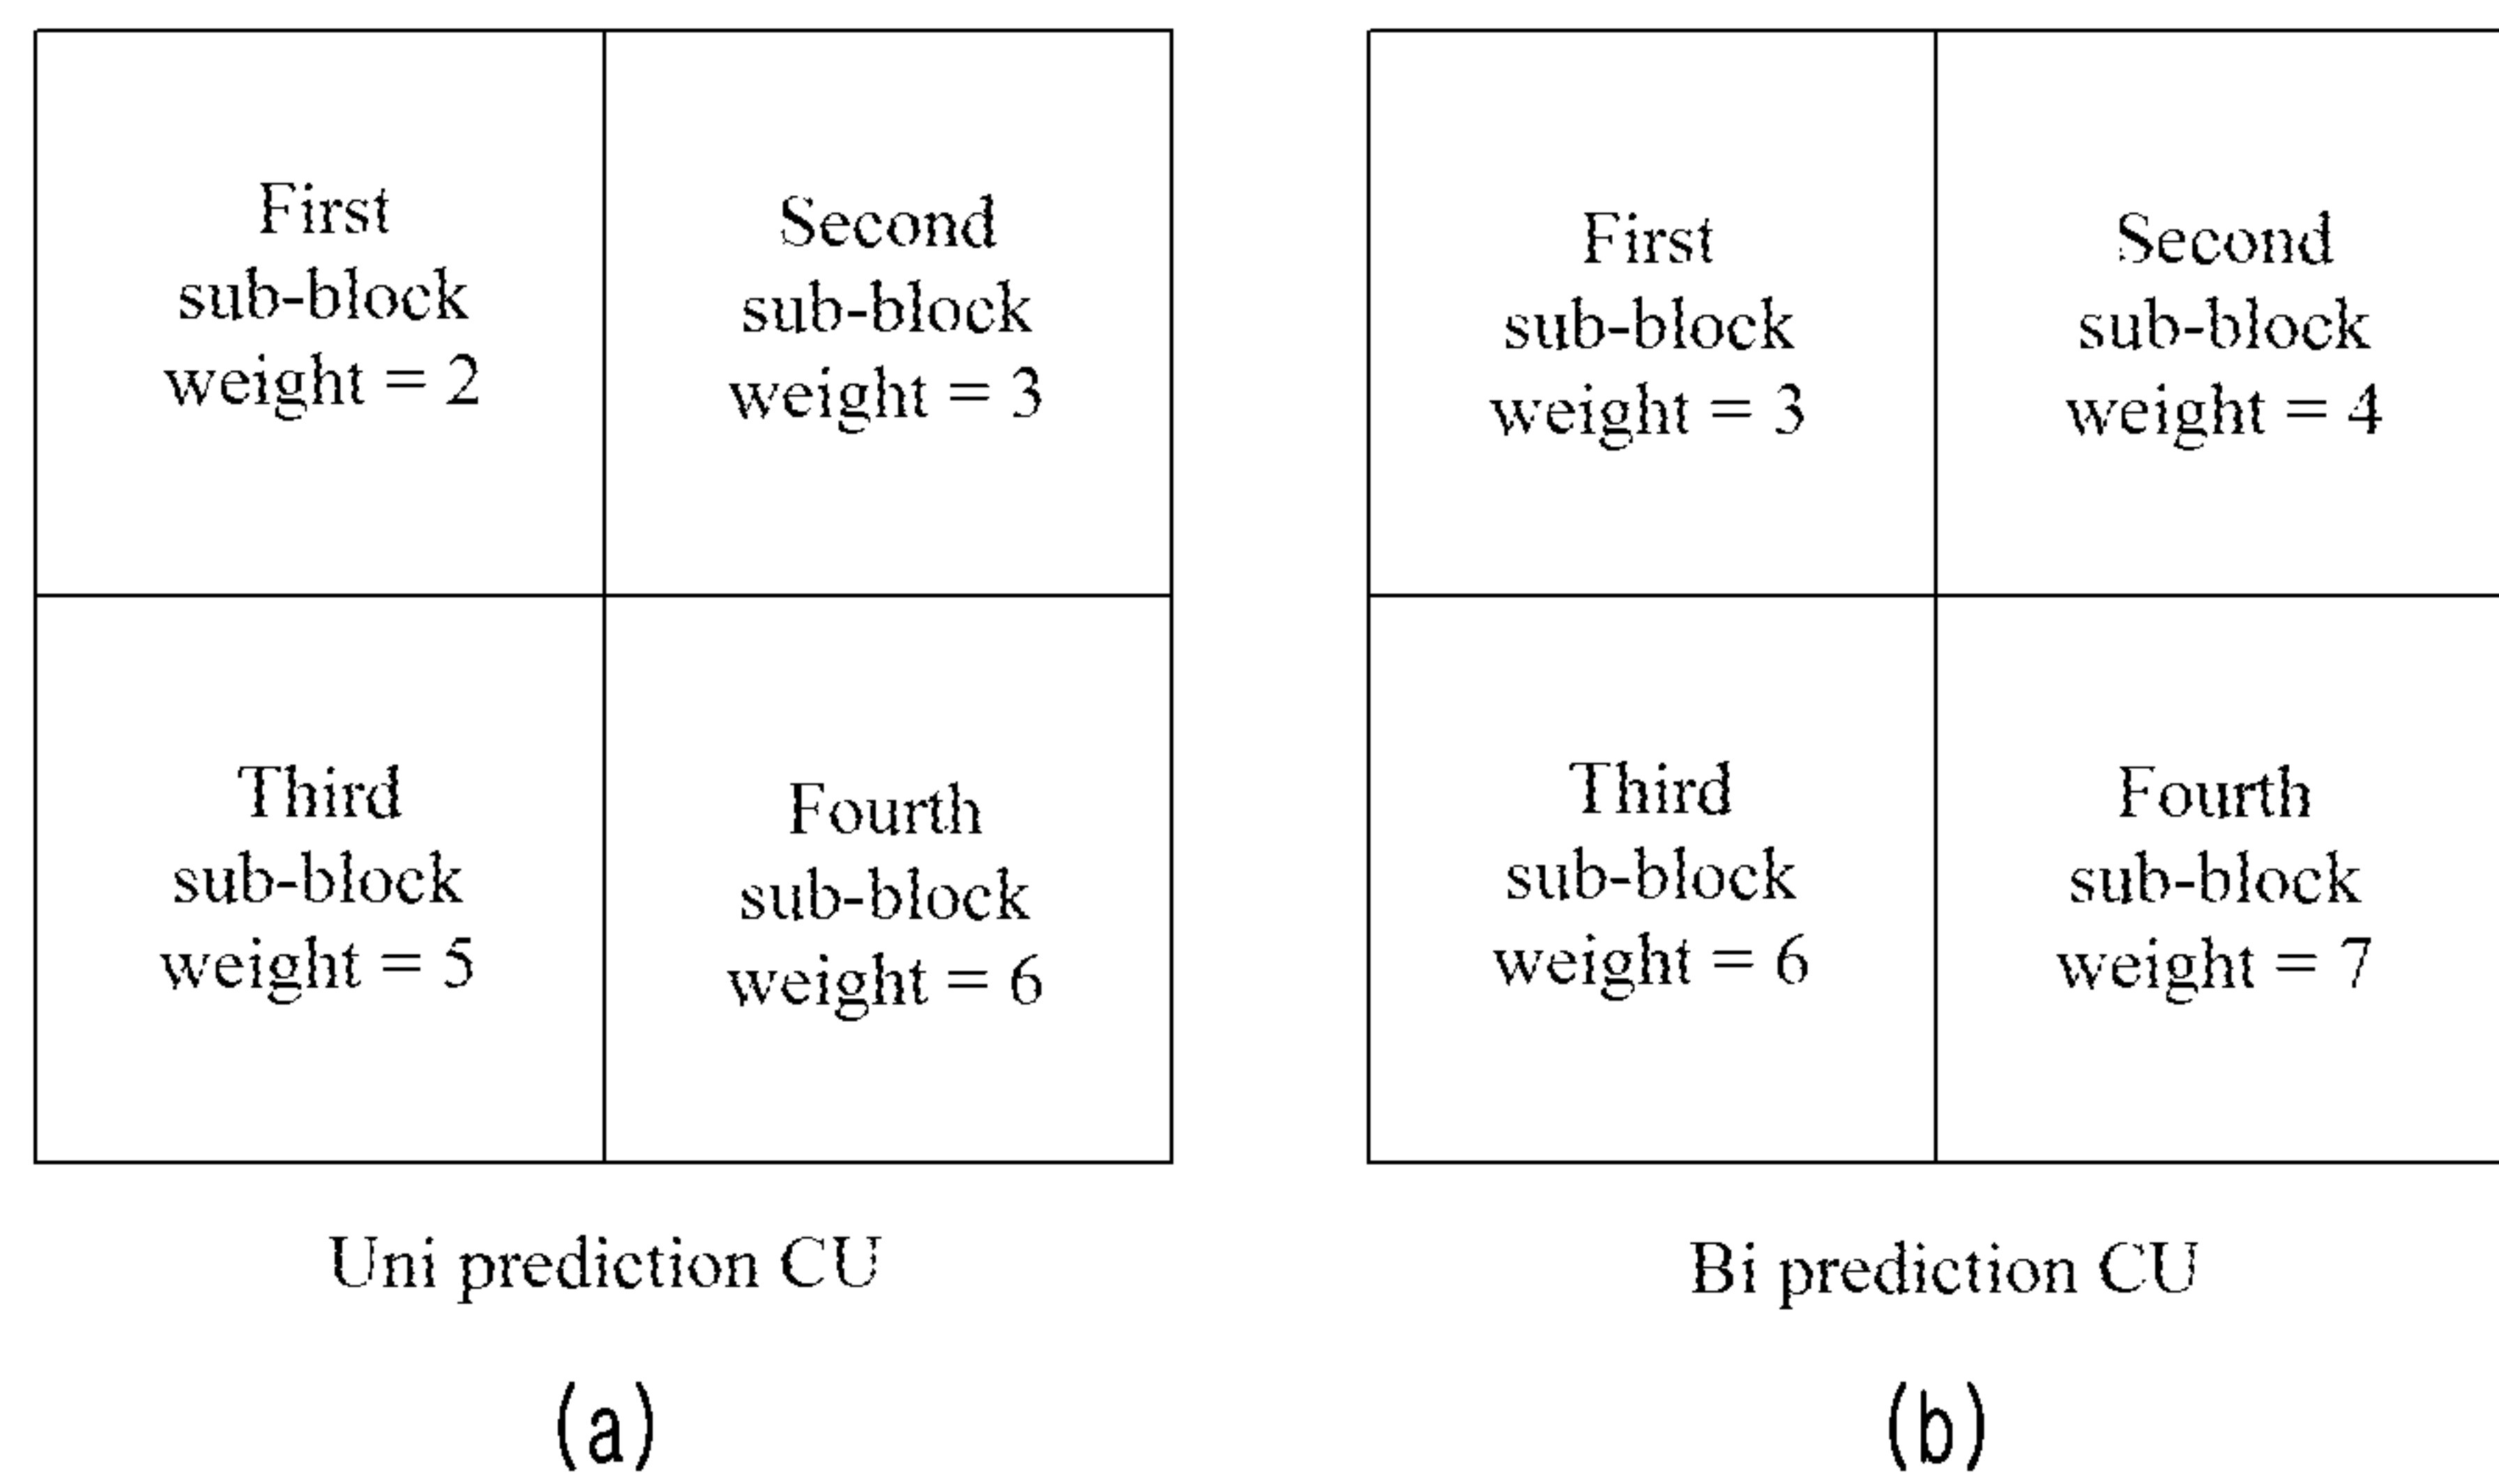 First
sub-block
weight = 2
Second
sub-block
weight = 3
Third
sub-block
weight = 5
Fourth
sub-block
weight = 6
Uni prediction CU
(a)
First
sub-block
weight = 3
Second
sub-block
weight = 4
Third
sub-block
weight = 6
Fourth
sub-block
weight = 7
Bi prediction CU
(b)